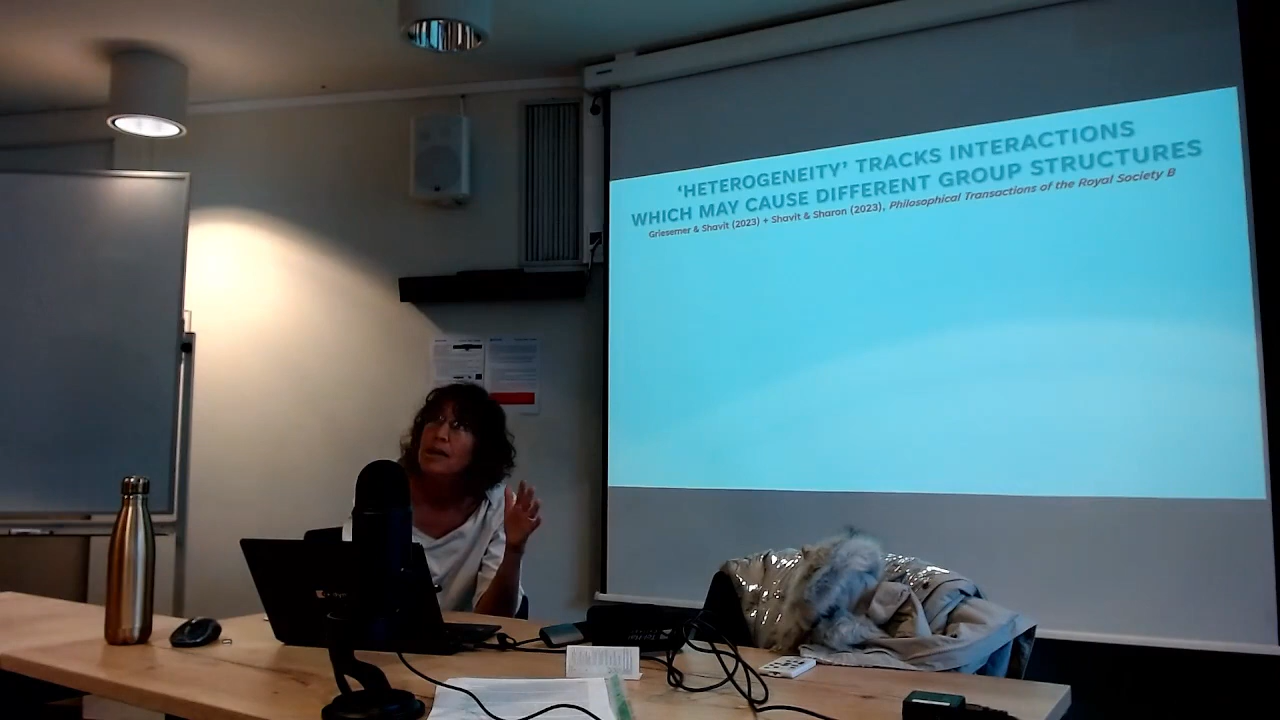 ‘HETEROGENEITY’ TRACKS INTERACTIONS
WHICH MAY CAUSE DIFFERENT GROUP STRUCTURES
Griesemer & Shavit (2023) + Shavit & Sharon (2023), Philosophical Transactions of the Royal Society B